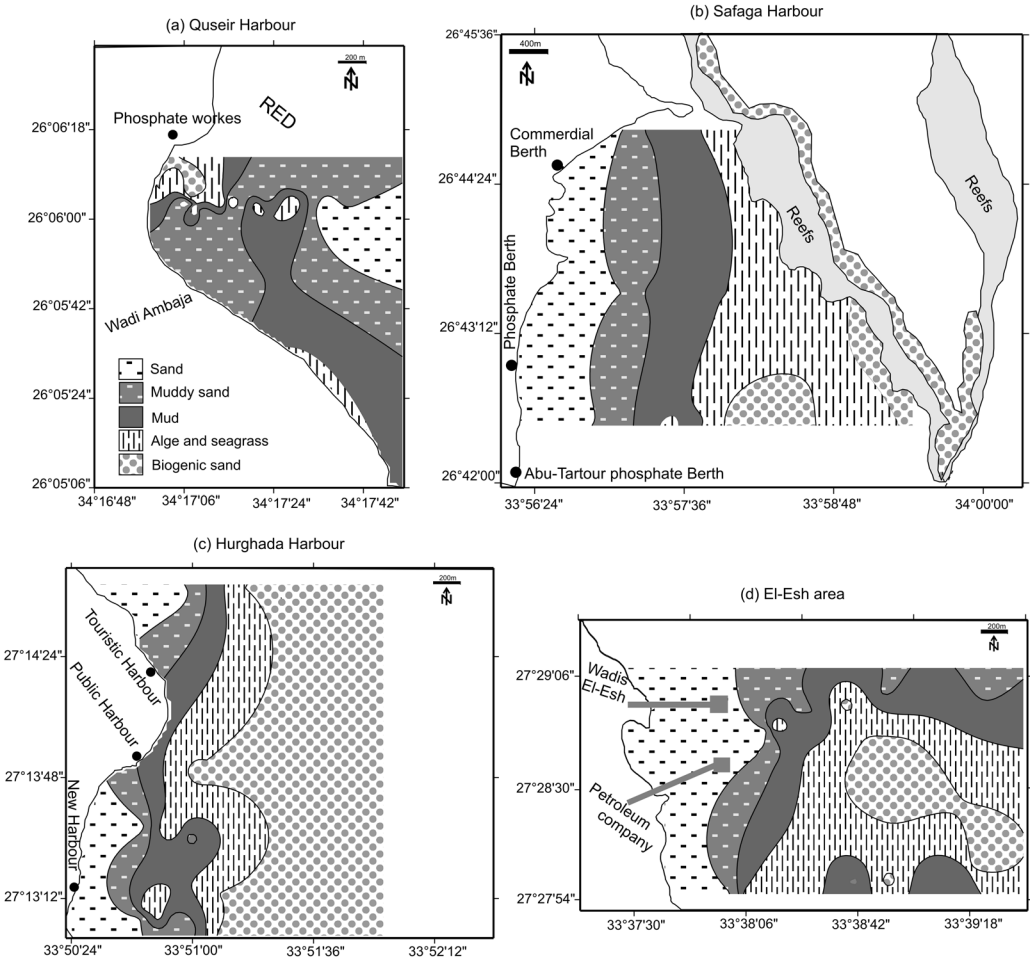 (a) Quseir Harbour
200 m
N
RED
Phosphate workes
26°06'18"
26°06'00"
26°05'42"
Wadi Ambaja
26°05'24"
26°05'06"
Sand
Muddy sand
Mud
Alge and seagrass
Biogenic sand
34°16'48"
34°17'06"
34°17'24"
34°17'42"
(b) Safaga Harbour
26°45'36"
400m
N
Commerdial
Berth
26°44'24"
Reefs
Reefs
Phosphate Berth
26°43'12"
26°42'00"
Abu-Tartour phosphate Berth
33°56'24"
33°57'36"
33°58'48"
34°00'00"
(c) Hurghada Harbour
200m
N
Touristic Harbour
27°14'24"
Public Harbour
27°13'48"
New Harbour
27°13'12"
33°50'24"
33°51'00"
33°51'36"
33°52'12"
(d) El-Esh area
200m
N
27°29'06"
Wadis
El-Esh
27°28'30"
Petroleum
company
27°27'54"
33°37'30"
33°38'06"
33°38'42"
33°39'18"